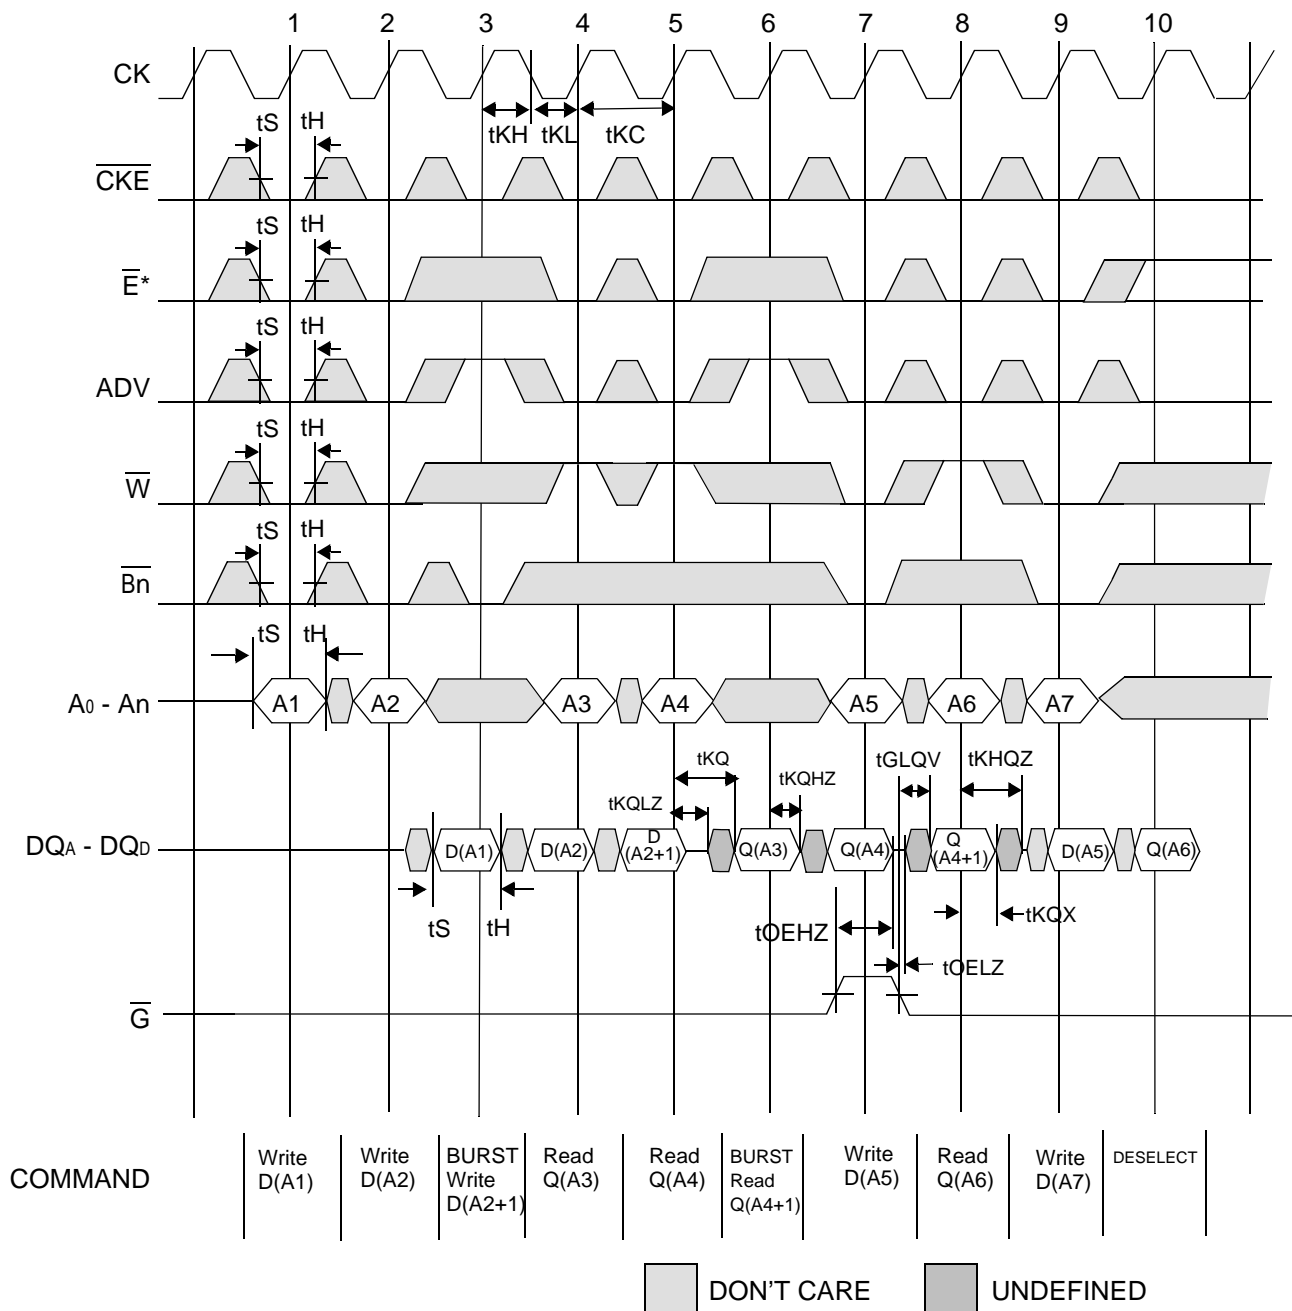 1 2 3 4 5 6 7 8 9 10
CK
tKH tKL tKC
tS tH
CKE
tS tH
E*
tS tH
ADV
tS tH
W
tS tH
Bn
tS tH
A0 - An A1 A2 A3 A4 A5 A6 A7
tKQ tGLQV tKHQZ
tKQLZ tKQHZ
DQA - DQD D(A1) D(A2) D (A2+1) Q(A3) Q(A4) Q (A4+1) D(A5) Q(A6)
tS tH tOEHZ tKQX
tOELZ
G
COMMAND
Write D(A1)
Write D(A2)
BURST Write D(A2+1)
Read Q(A3)
Read Q(A4)
BURST Read Q(A4+1)
Write D(A5)
Read Q(A6)
Write D(A7)
DESELECT
DON'T CARE UNDEFINED